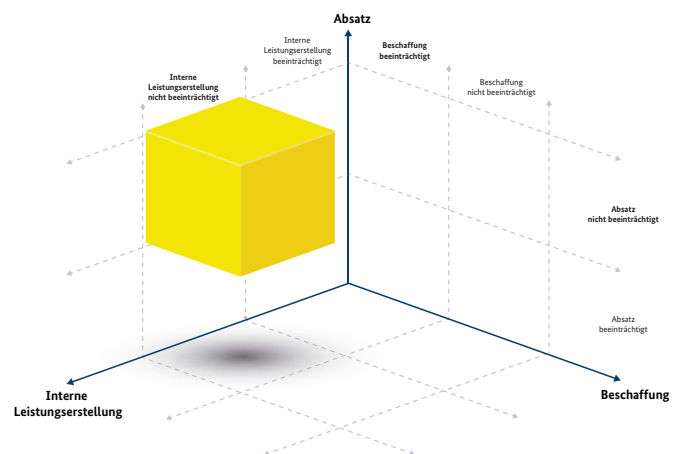 Absatz
Interne
Leistungserstellung
beeinträchtigt
Beschaffung
beeinträchtigt
Interne
Leistungserstellung
nicht beeinträchtigt
Beschaffung
nicht beeinträchtigt
Absatz
nicht beeinträchtigt
Absatz
beeinträchtigt
Interne
Leistungserstellung
Beschaffung